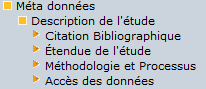 Méta données
Description de l'étude
Citation Bibliographique
Étendue de l'étude
Méthodologie et Processus
Accès des données